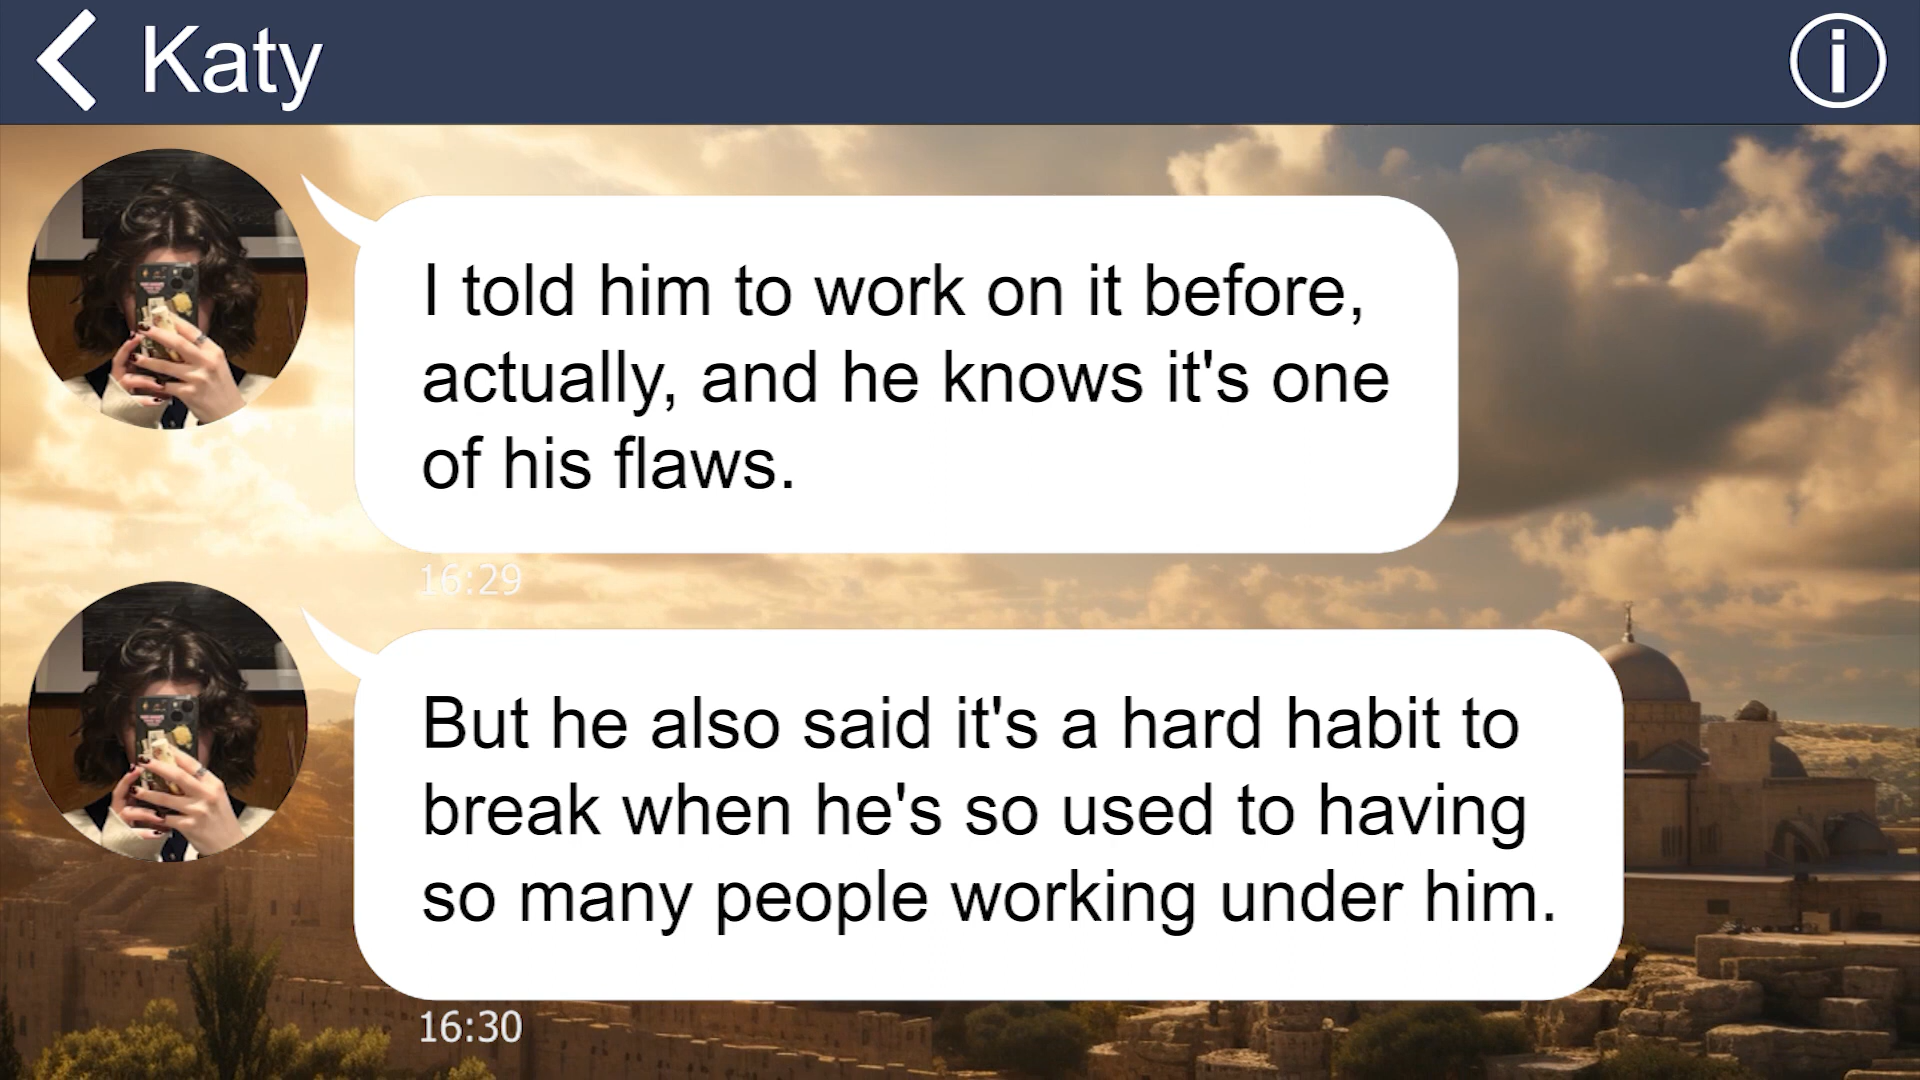 Katy
I told him to work on it before,
actually, and he knows it's one
of his flaws.
16:29
But he also said it's a hard habit to
break when he's so used to having
so many people working under him.
16:30